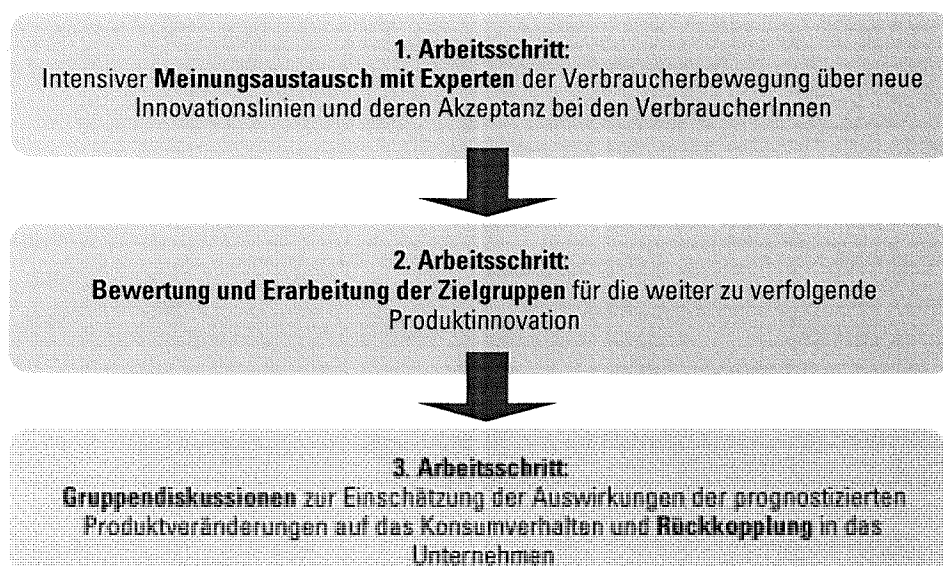 1. Arbeitsschritt:
Intensiver Meinungsaustausch mit Experten der Verbraucherbewegung über neue
Innovationslinien und deren Akzeptanz bei den VerbraucherInnen
2. Arbeitsschritt:
Bewertung und Erarbeitung der Zielgruppen für die weiter zu verfolgende
Produktinnovation
3. Arbeitsschritt:
Gruppendiskussionen zur Einschätzung der Auswirkungen der prognostizierten
Produktveränderungen auf das Konsumverhalten und Rückkopplung in das
Unternehmen